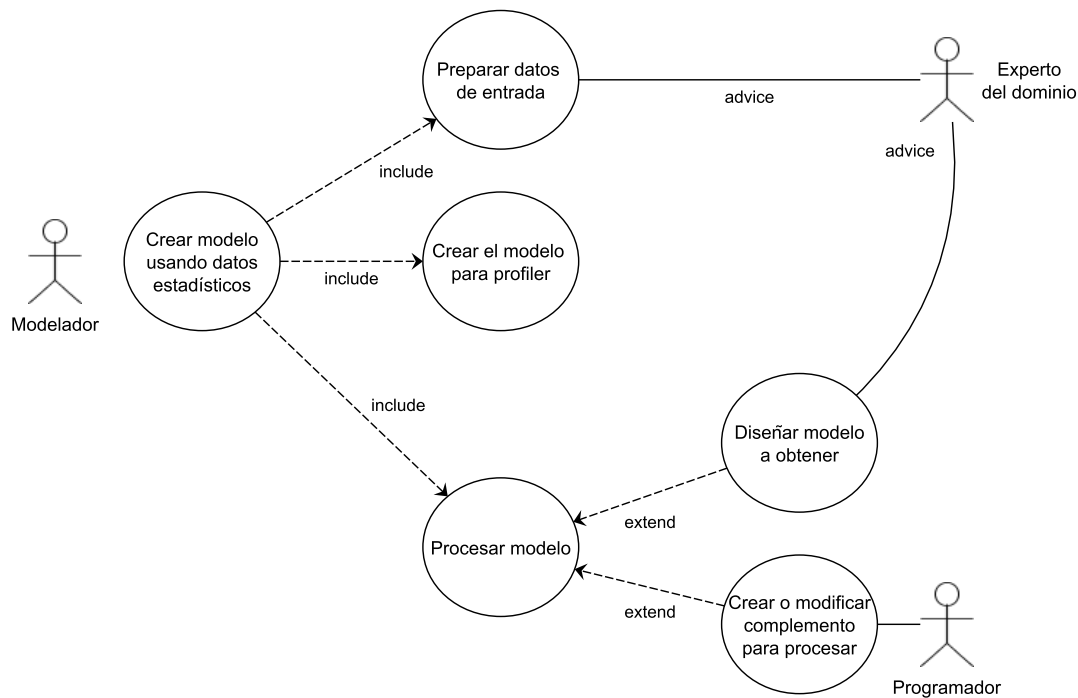 Preparar datos
de entrada
advice
Experto
del dominio
advice
include
Crear modelo
usando datos
estadísticos
include
Crear el modelo
para profiler
Modelador
include
Diseñar modelo
a obtener
extend
Procesar modelo
extend
Crear o modificar
complemento
para procesar
Programador